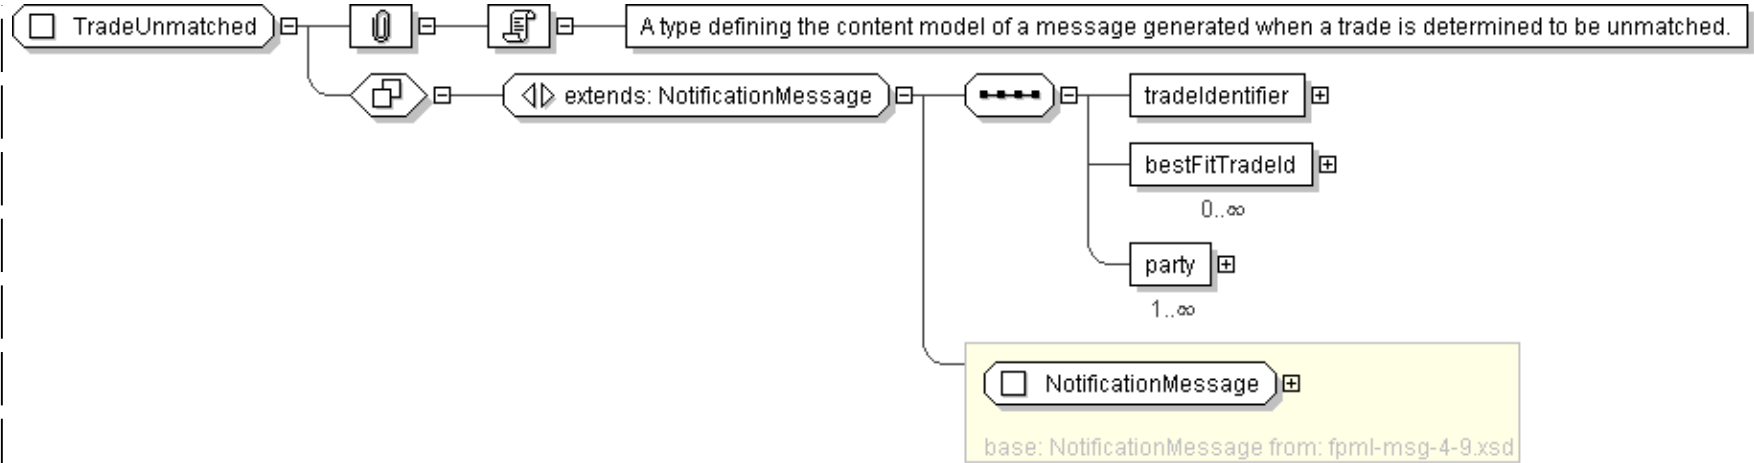 TradeUnmatched
A type defining the content model of a message generated when a trade is determined to be unmatched.
extends: NotificationMessage
tradeIdentifier
bestFitTradeId
0..∞
party
1..∞
NotificationMessage
base: NotificationMessage from: fpml-msg-4-9.xsd